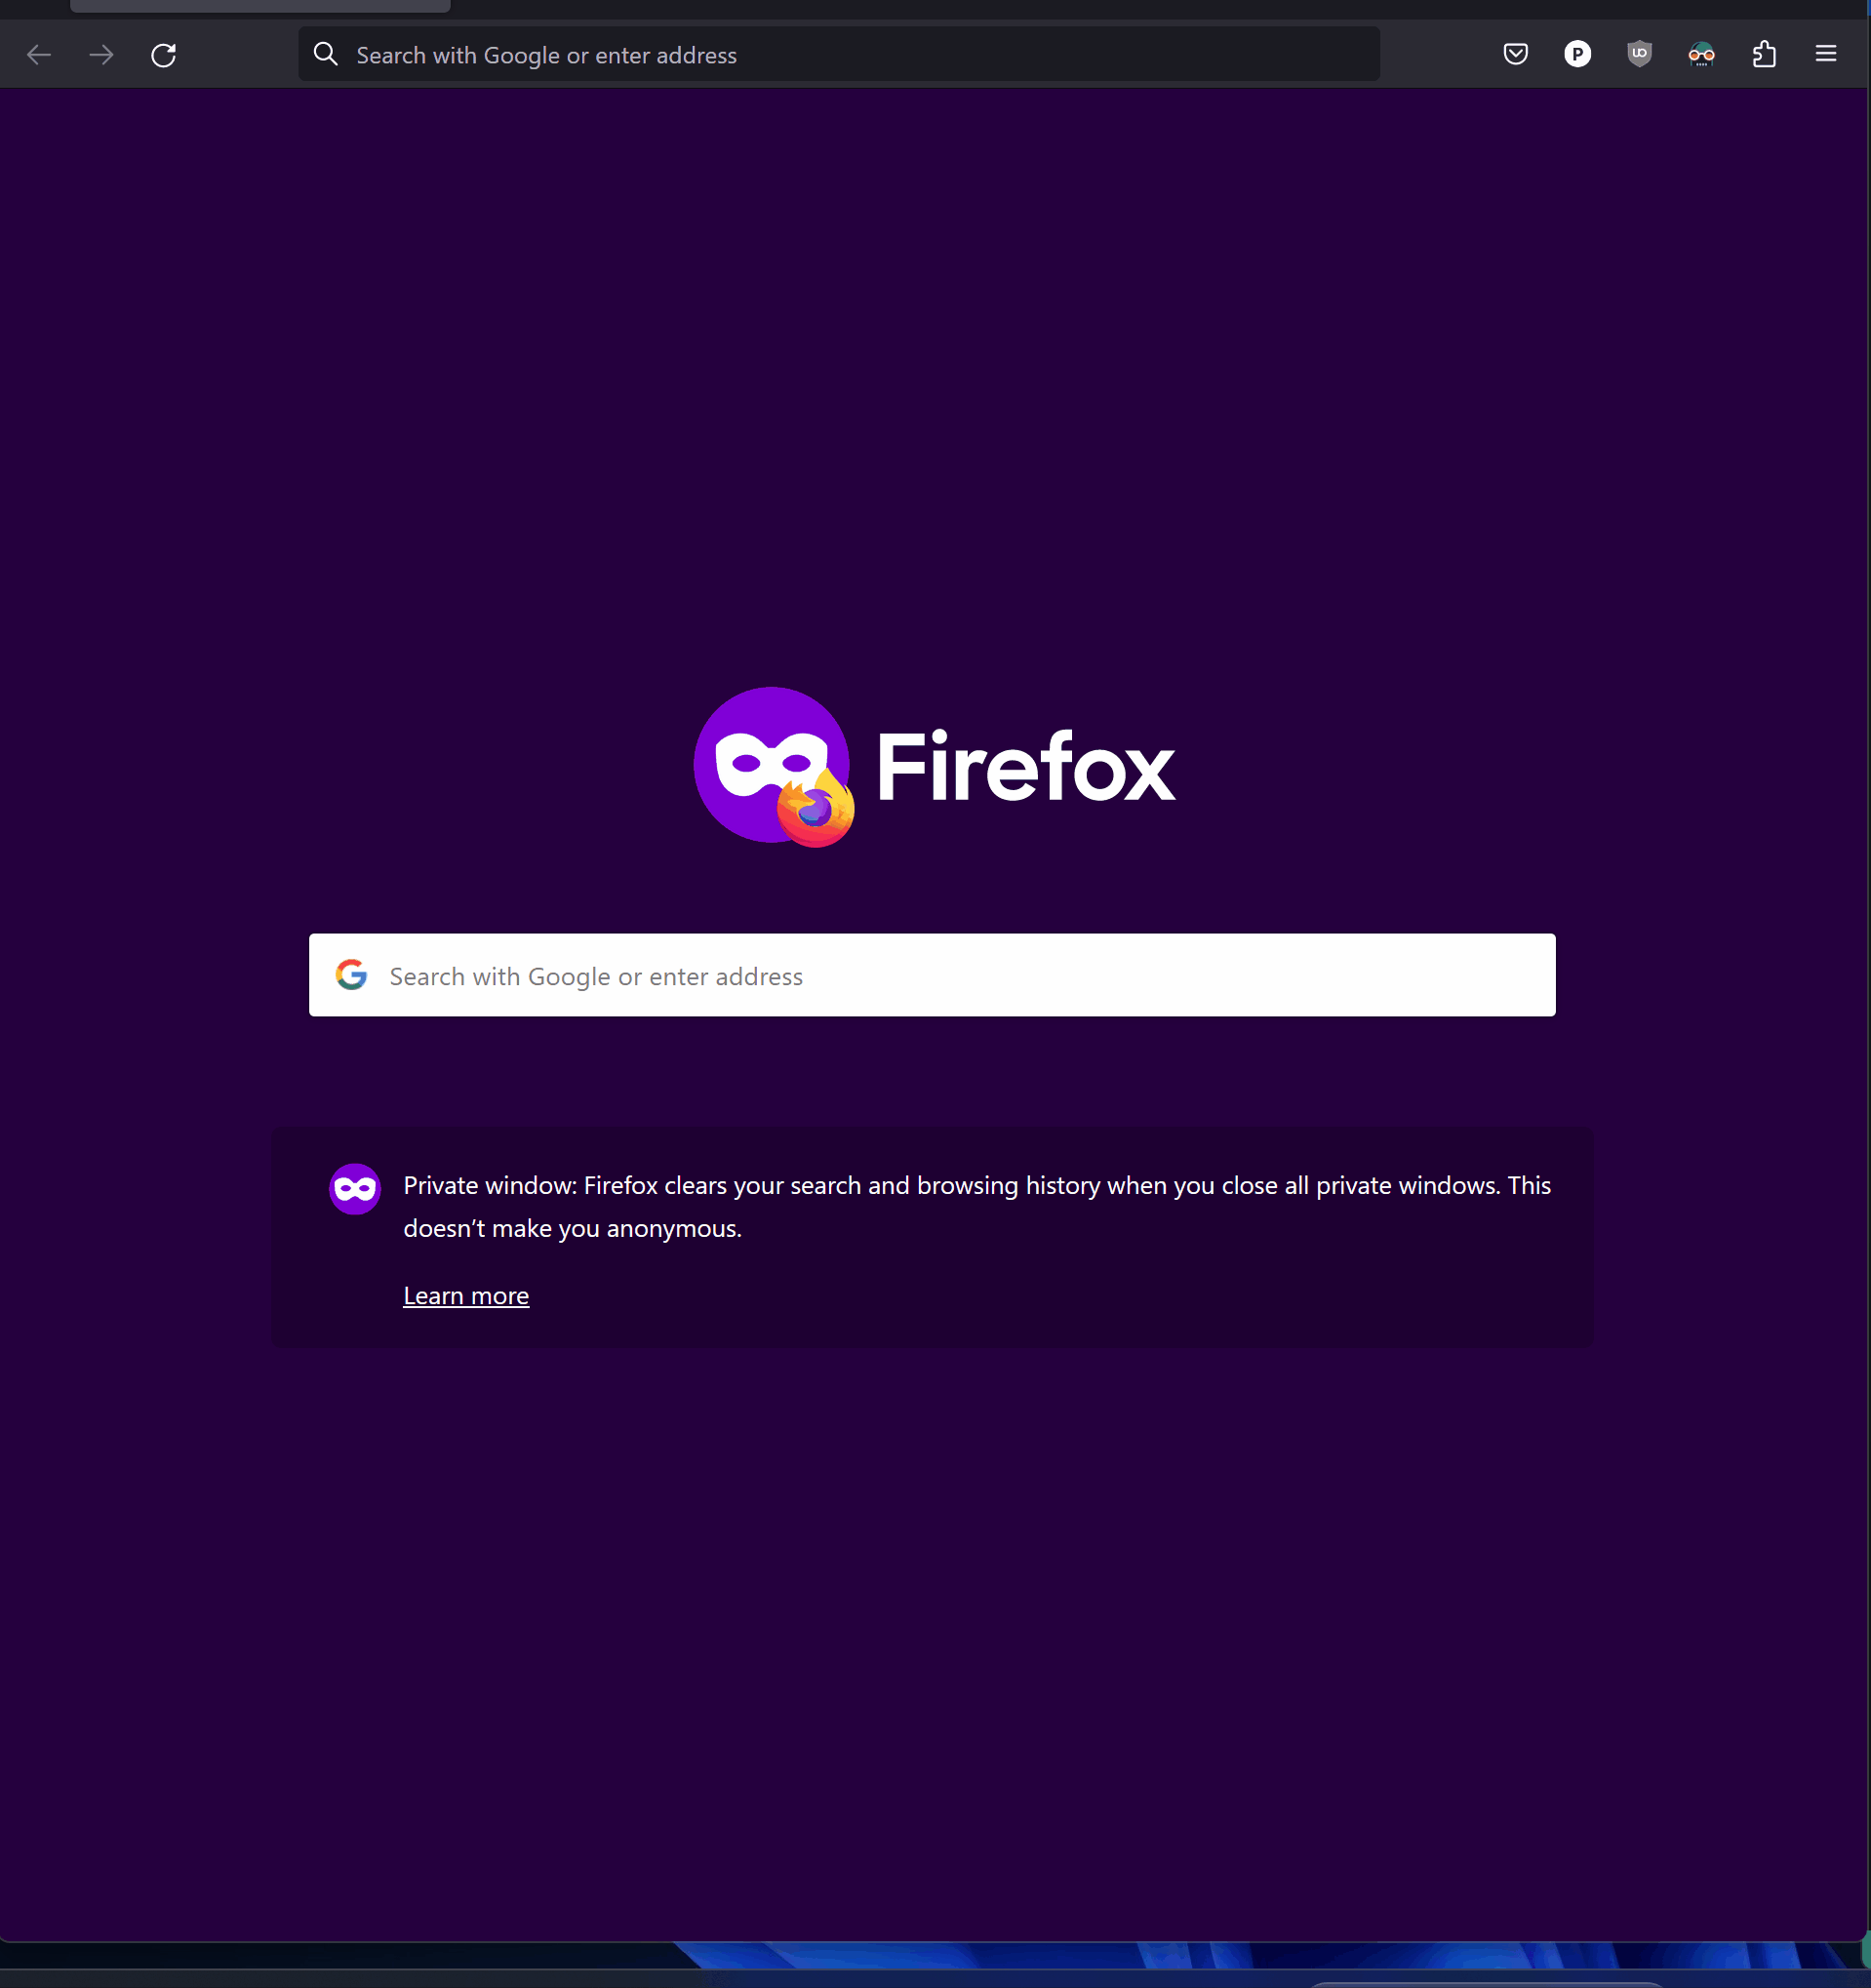 Search with Google or enter address
P
UO
Firefox
G Search with Google or enter address
Private window: Firefox clears your search and browsing history when you close all private windows. This
doesn’t make you anonymous.
Learn more